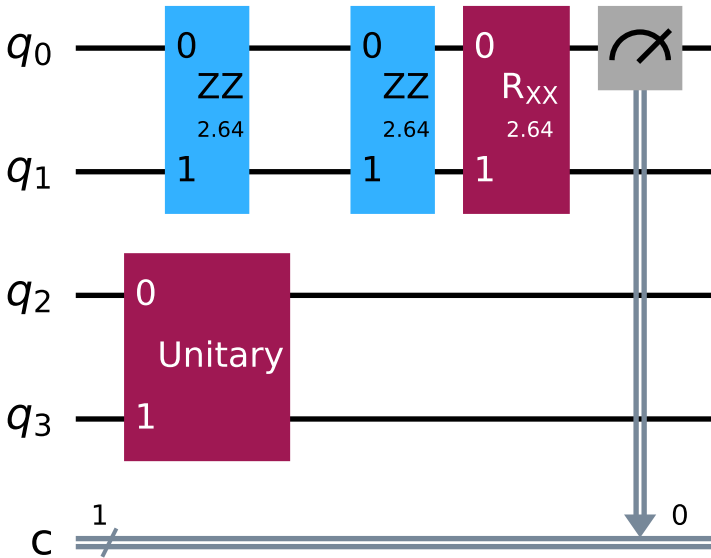 q0 0 0 0
ZZ ZZ RXX
2.64 2.64 2.64
q1 1 1 1
q2 0
Unitary
q3 1
1 0
c